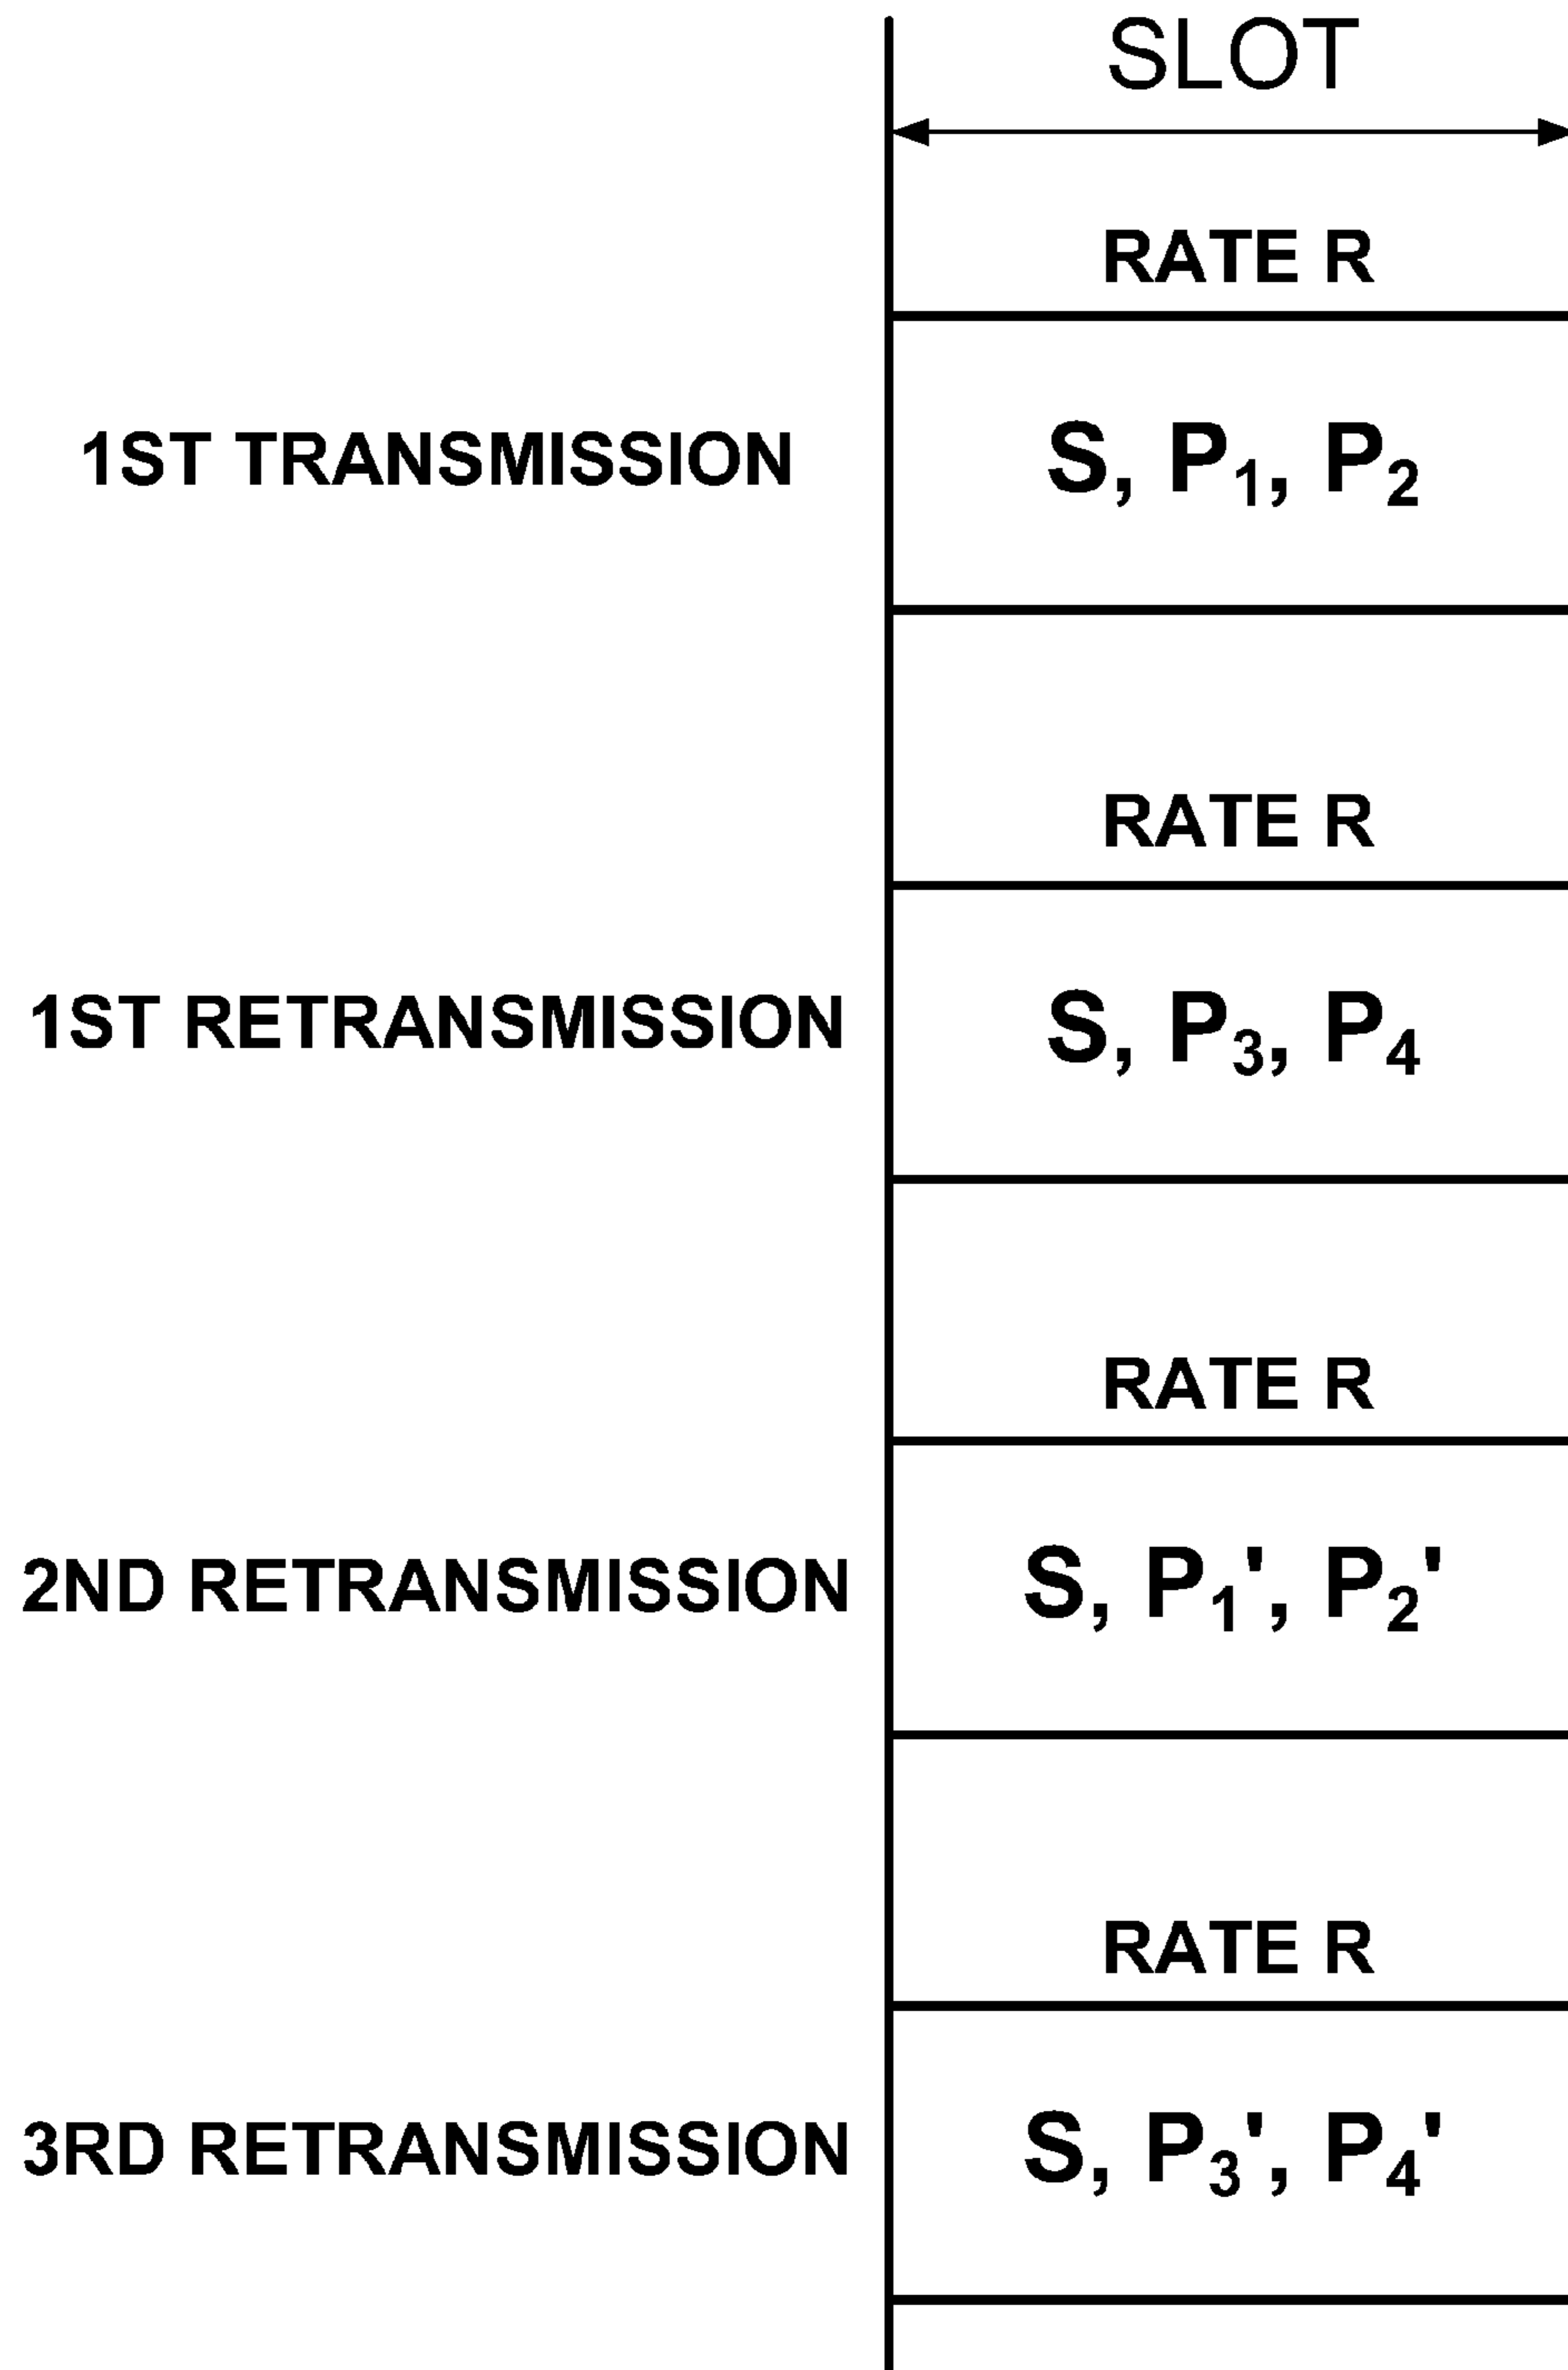 SLOT
RATE R
1ST TRANSMISSION S, P₁, P₂
RATE R
1ST RETRANSMISSION S, P₃, P₄
RATE R
2ND RETRANSMISSION S, P₁', P₂'
RATE R
3RD RETRANSMISSION S, P₃', P₄'